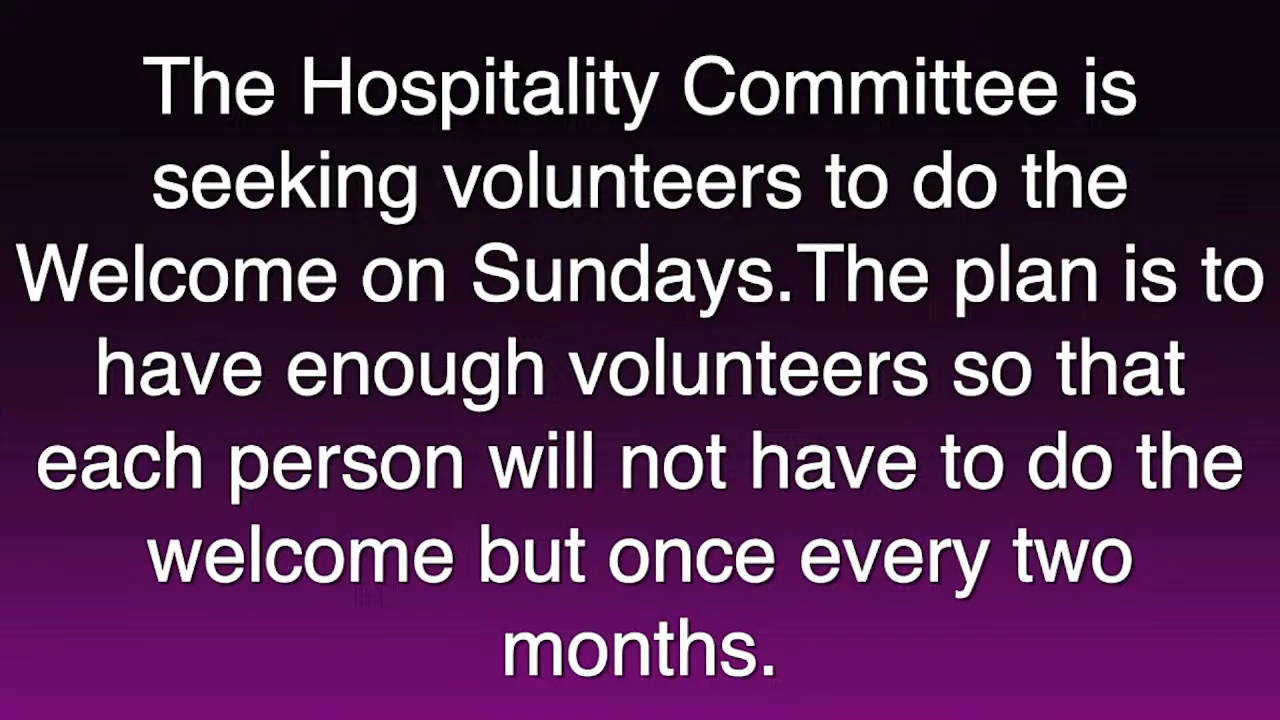 The Hospitality Committee is
seeking volunteers to do the
Welcome on Sundays.The plan is to
have enough volunteers so that
each person will not have to do the
welcome but once every two
months.